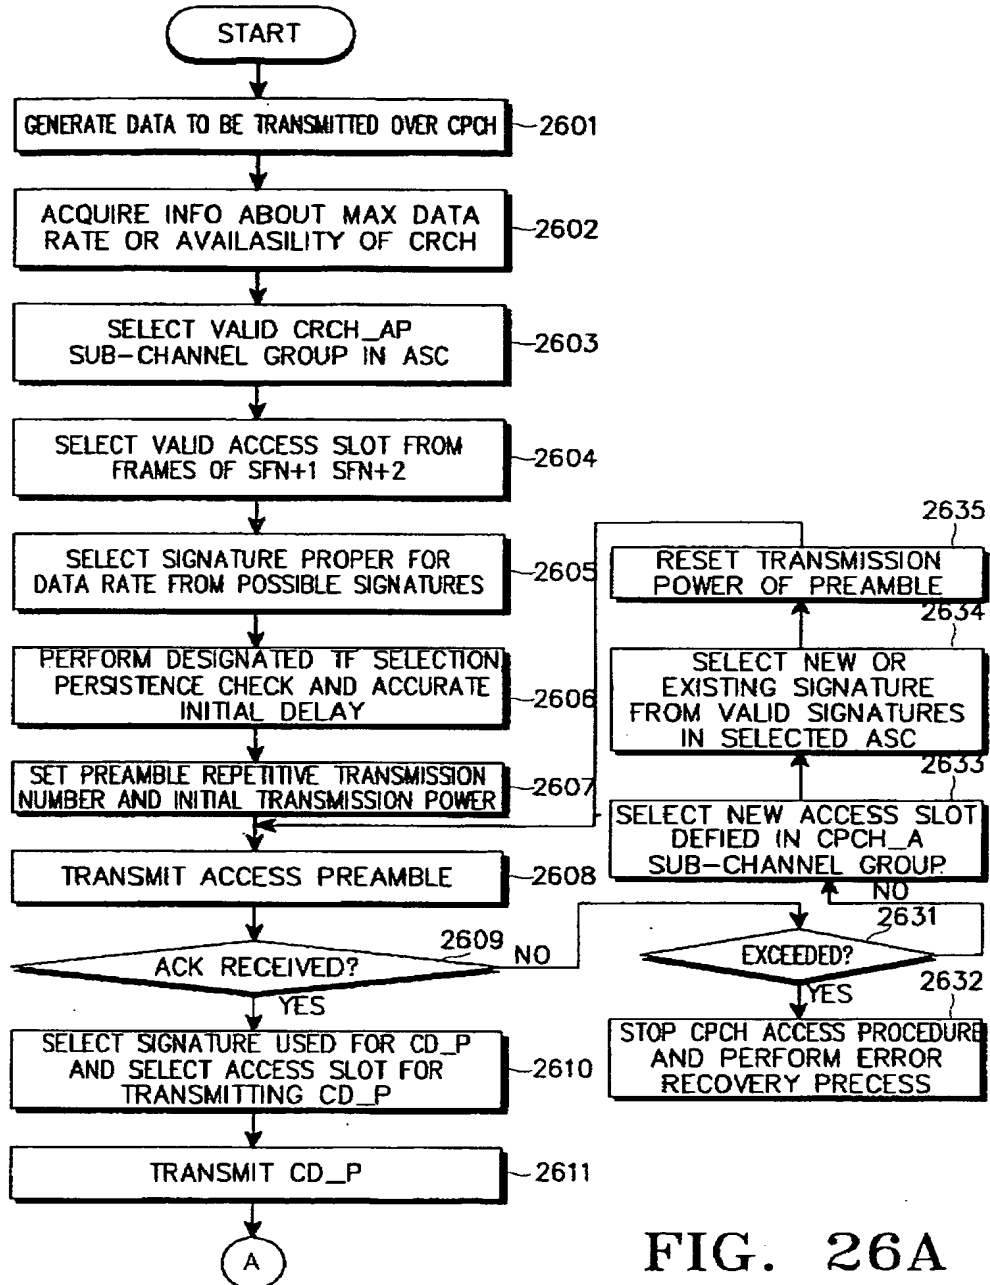 START
GENERATE DATA TO BE TRANSMITTED OVER CPCH
2601
ACQUIRE INFO ABOUT MAX DATA
RATE OR AVAILASILITY OF CRCH
2602
SELECT VALID CRCH_AP
SUB-CHANNEL GROUP IN ASC
2603
SELECT VALID ACCESS SLOT FROM
FRAMES OF SFN+1 SFN+2
2604
SELECT SIGNATURE PROPER FOR
DATA RATE FROM POSSIBLE SIGNATURES
2605
PERFORM DESIGNATED TF SELECTION,
PERSISTENCE CHECK AND ACCURATE
INITIAL DELAY
2606
SET PREAMBLE REPETITIVE TRANSMISSION
NUMBER AND INITIAL TRANSMISSION POWER
2607
TRANSMIT ACCESS PREAMBLE
2608
ACK RECEIVED?
2609
NO
YES
SELECT SIGNATURE USED FOR CD_P
AND SELECT ACCESS SLOT FOR
TRANSMITTING CD_P
2610
TRANSMIT CD_P
2611
A
2635
RESET TRANSMISSION
POWER OF PREAMBLE
2634
SELECT NEW OR
EXISTING SIGNATURE
FROM VALID SIGNATURES
IN SELECTED ASC
2633
SELECT NEW ACCESS SLOT
DEFIED IN CPCH_A
SUB-CHANNEL GROUP.
NO
2631
EXCEEDED?
YES
2632
STOP CPCH ACCESS PROCEDURE
AND PERFORM ERROR
RECOVERY PRECESS
FIG. 26A